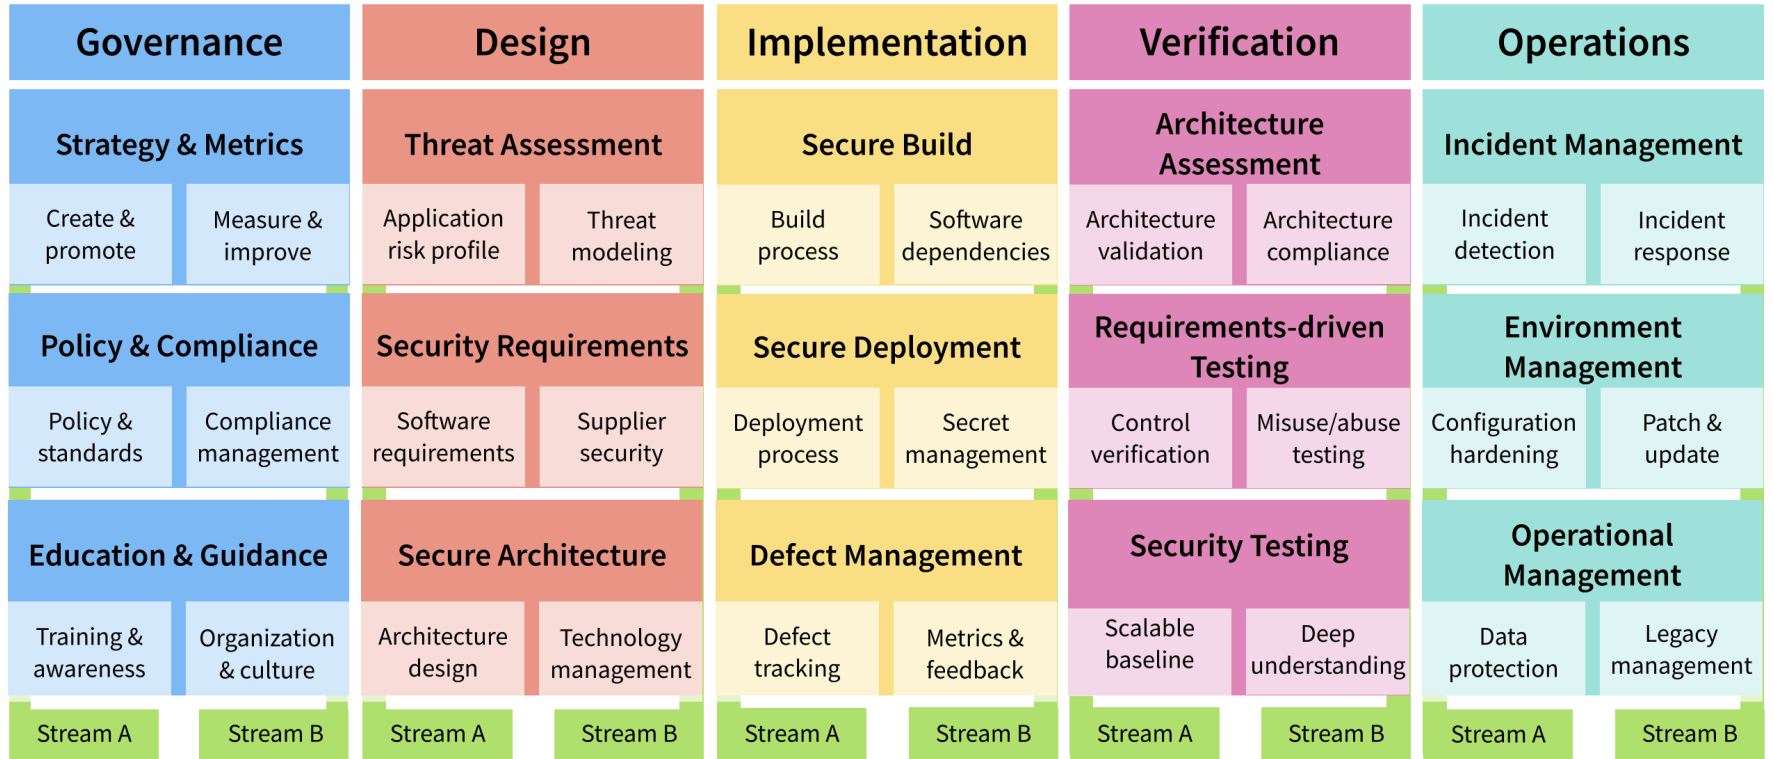 Governance
Design
Implementation
Verification
Operations
Strategy & Metrics
Create &
promote
Measure &
improve
Policy & Compliance
Policy &
standards
Compliance
management
Education & Guidance
Training &
awareness
Organization
& culture
Stream A
Stream B
Threat Assessment
Application
risk profile
Threat
modeling
Security Requirements
Software
requirements
Supplier
security
Secure Architecture
Architecture
design
Technology
management
Stream A
Stream B
Secure Build
Build
process
Software
dependencies
Secure Deployment
Deployment
process
Secret
management
Defect Management
Defect
tracking
Metrics &
feedback
Stream A
Stream B
Architecture
Assessment
Architecture
validation
Architecture
compliance
Requirements-driven
Testing
Control
verification
Misuse/abuse
testing
Security Testing
Scalable
baseline
Deep
understanding
Stream A
Stream B
Incident Management
Incident
detection
Incident
response
Environment
Management
Configuration
hardening
Patch &
update
Operational
Management
Data
protection
Legacy
management
Stream A
Stream B